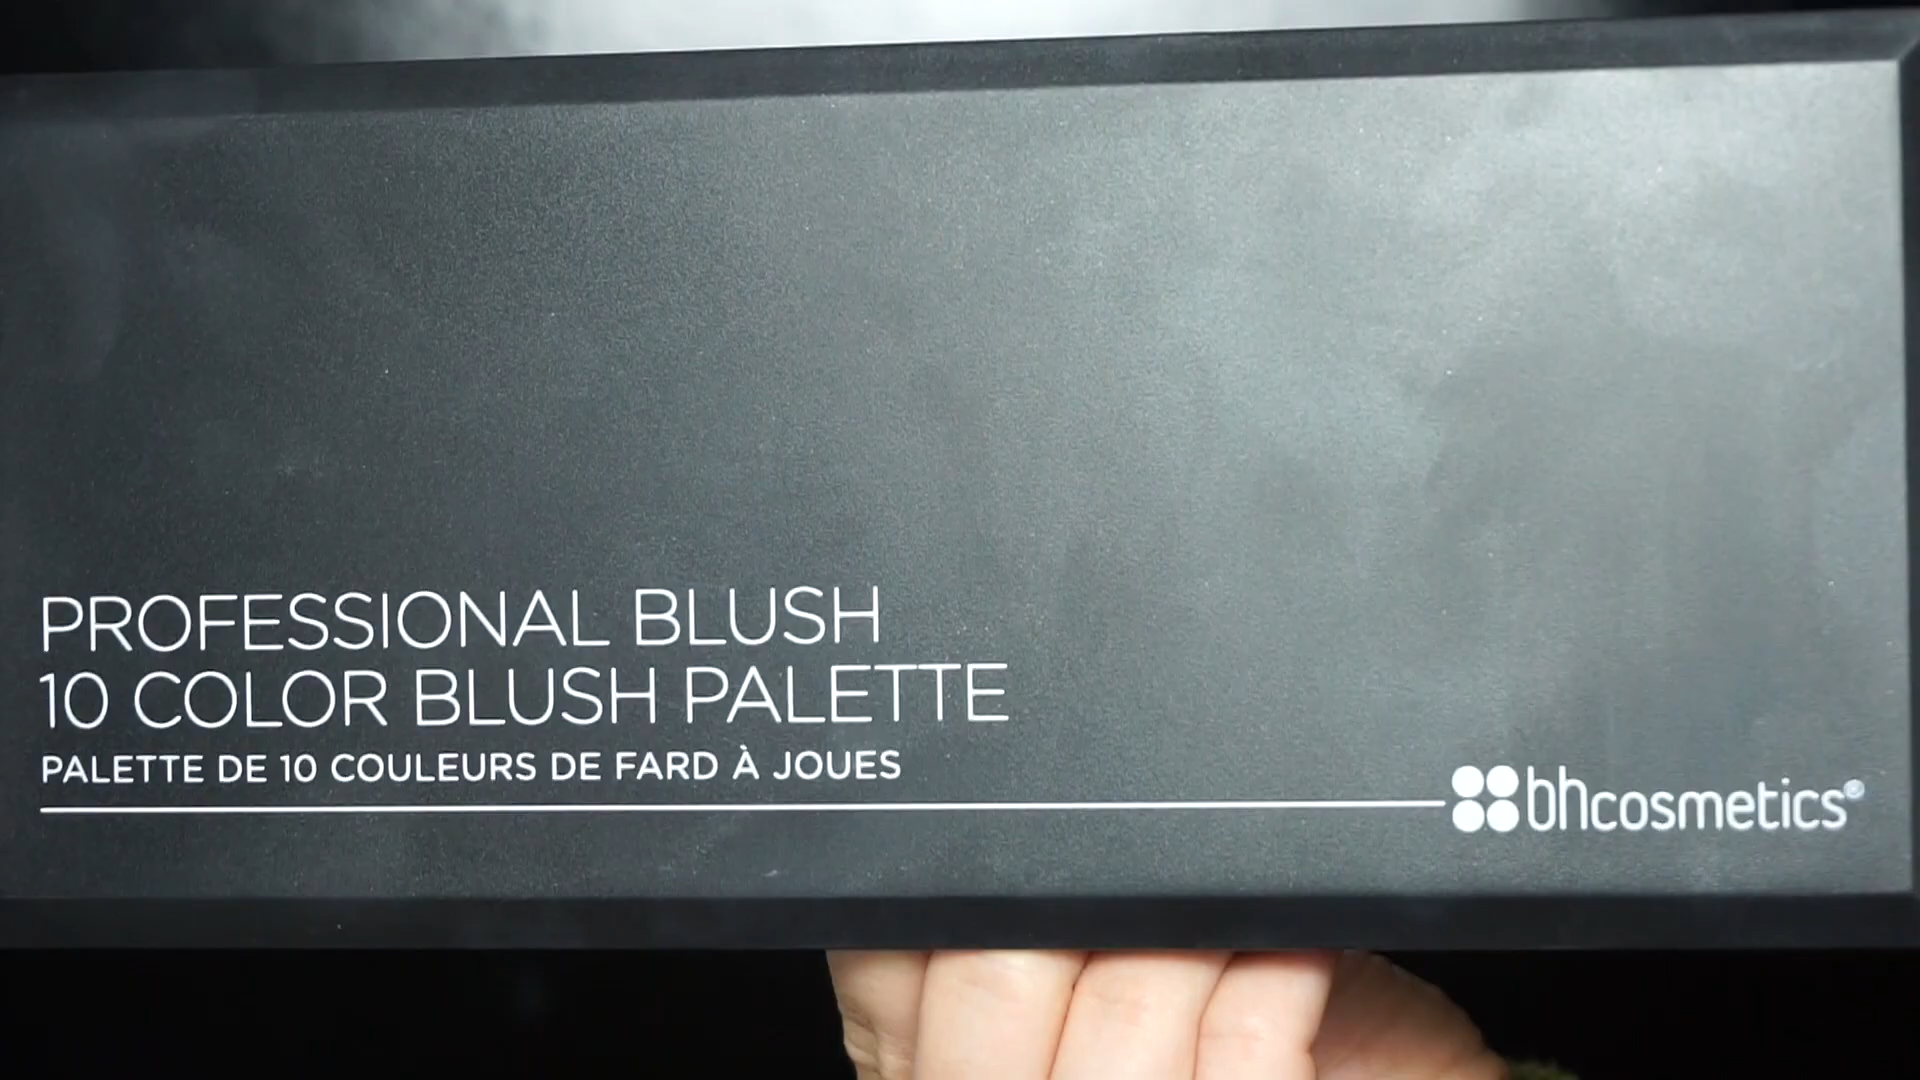 PROFESSIONAL BLUSH
10 COLOR BLUSH PALETTE
PALETTE DE 10 COULEURS DE FARD À JOUES
bhcosmetics®